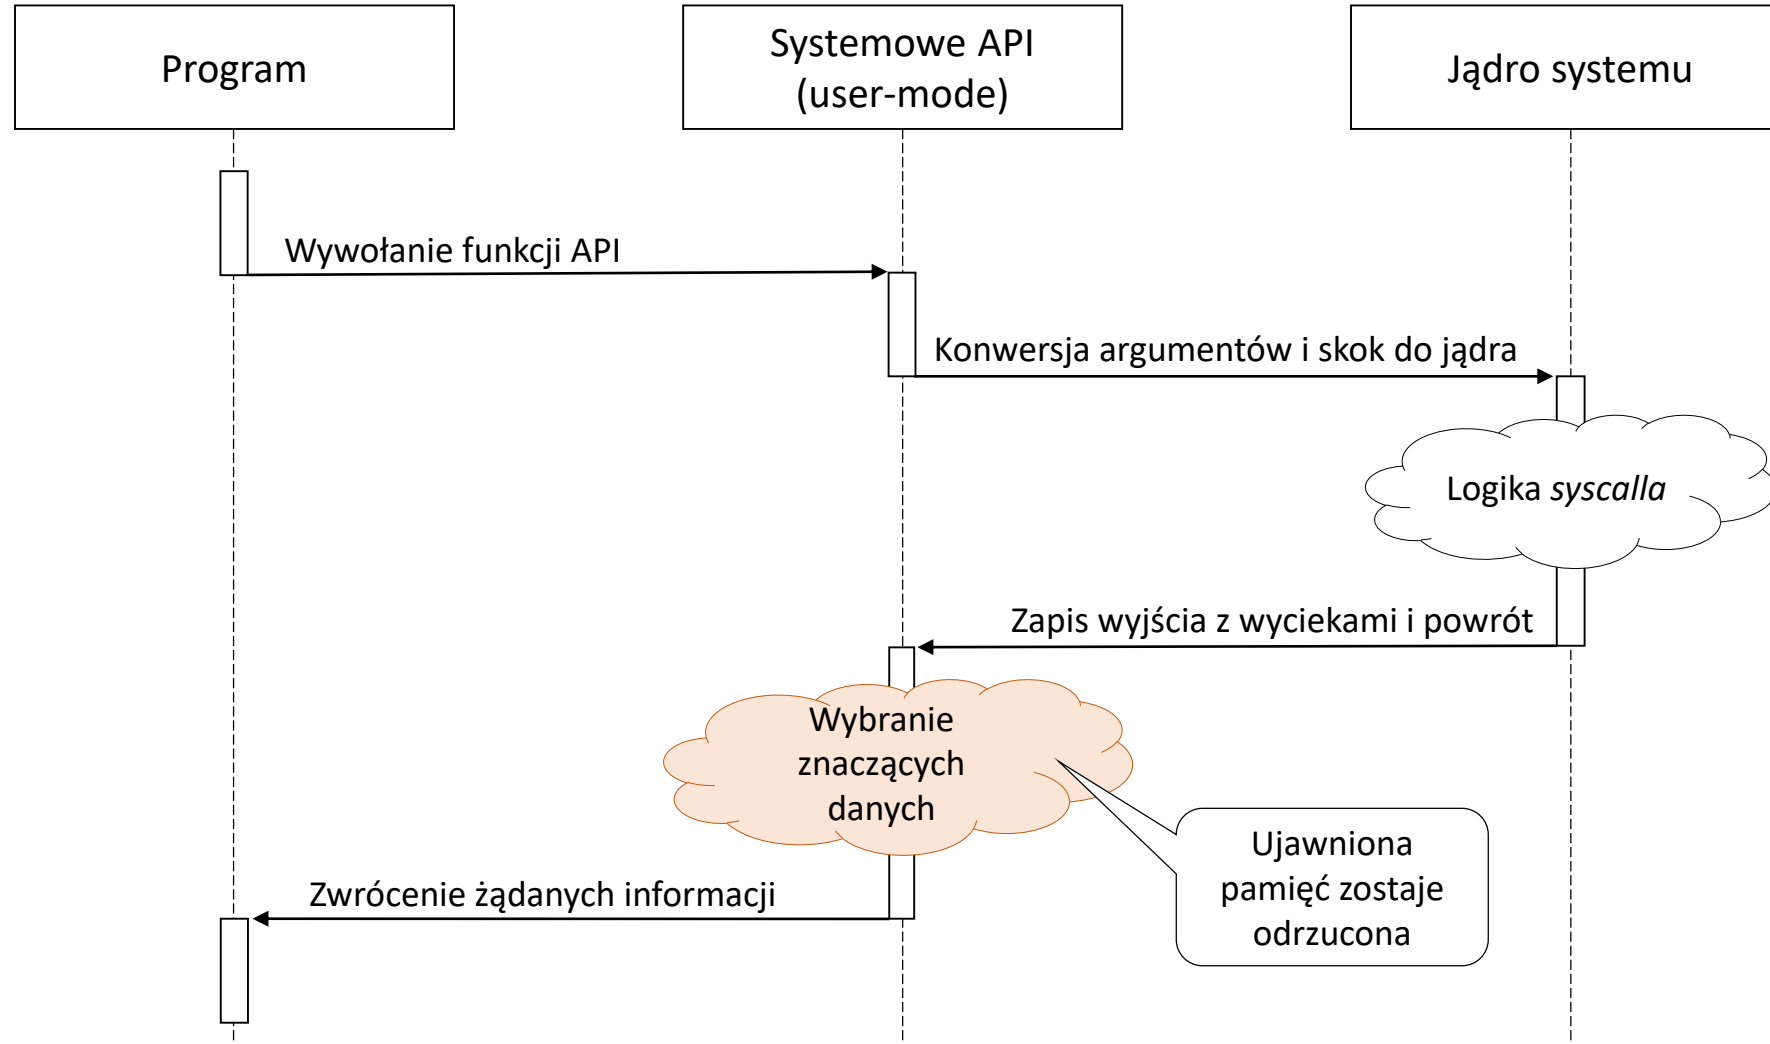 Program
Systemowe API
(user-mode)
Jądro systemu
Wywołanie funkcji API
Konwersja argumentów i skok do jądra
Logika syscalla
Zapis wyjścia z wyciekami i powrót
Wybranie
znaczących
danych
Ujawniona
pamięć zostaje
odrzucona
Zwrócenie żądanych informacji